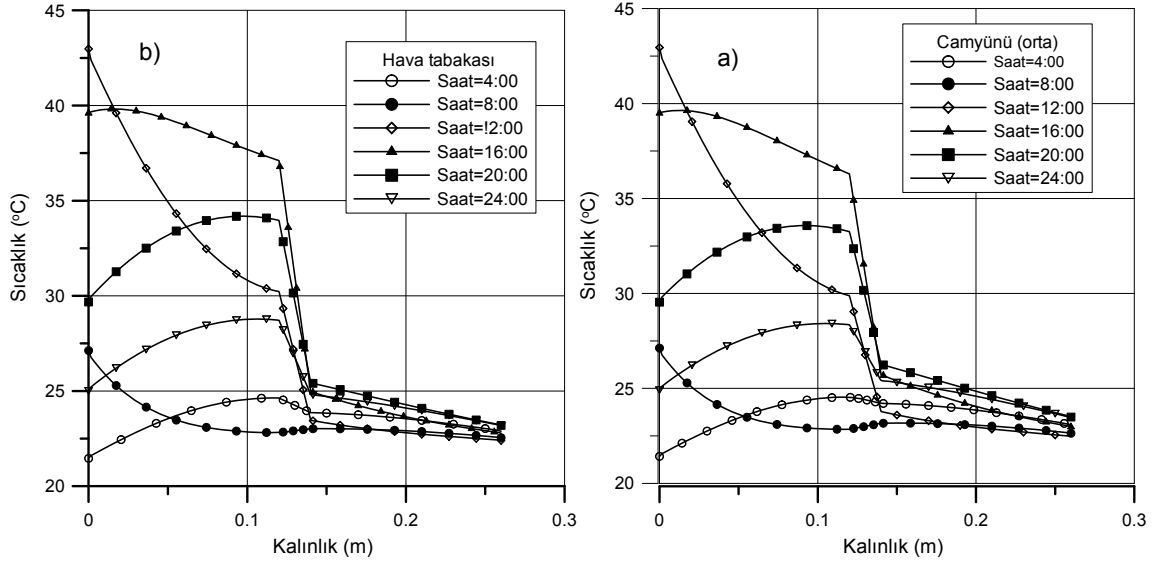 45
40
35
30
25
20
Sıcaklık (ºC)
b)
Hava tabakası
Saat=4:00
Saat=8:00
Saat=!2:00
Saat=16:00
Saat=20:00
Saat=24:00
0
0.1
0.2
0.3
Kalınlık (m)
45
40
35
30
25
20
Sıcaklık (ºC)
a)
Camyünü (orta)
Saat=4:00
Saat=8:00
Saat=12:00
Saat=16:00
Saat=20:00
Saat=24:00
0
0.1
0.2
0.3
Kalınlık (m)